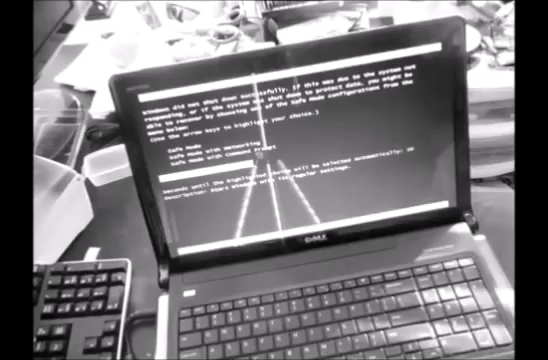 Windows did not shut down successfully. If this was due to the system not
responding, or if the system was shut down to protect data, you might be
able to recover by choosing one of the Safe Mode configurations from the
menu below:
(Use the arrow keys to highlight your choice.)
Safe Mode
Safe Mode with Networking
Safe Mode with Command Prompt
Seconds until the highlighted choice will be selected automatically:
Description: Start Windows with its regular settings.
DELL